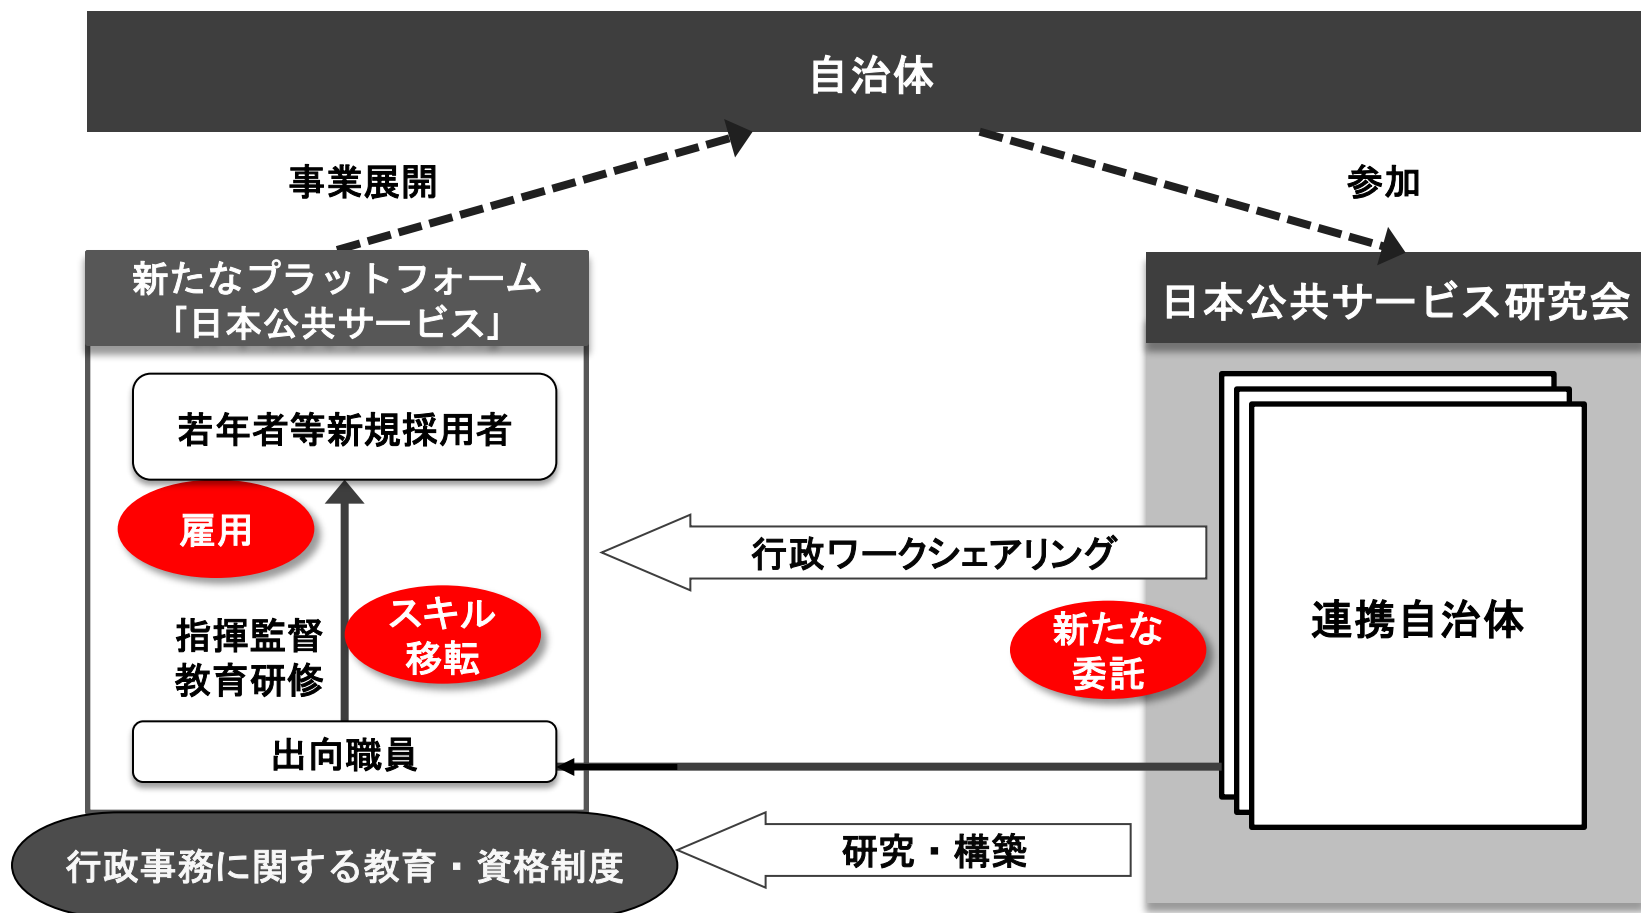 自治体
事業展開
参加
新たなプラットフォーム
「日本公共サービス」
日本公共サービス研究会
若年者等新規採用者
雇用
行政ワークシェアリング
スキル
移転
指揮監督
教育研修
新たな
委託
連携自治体
出向職員
研究・構築
行政事務に関する教育・資格制度